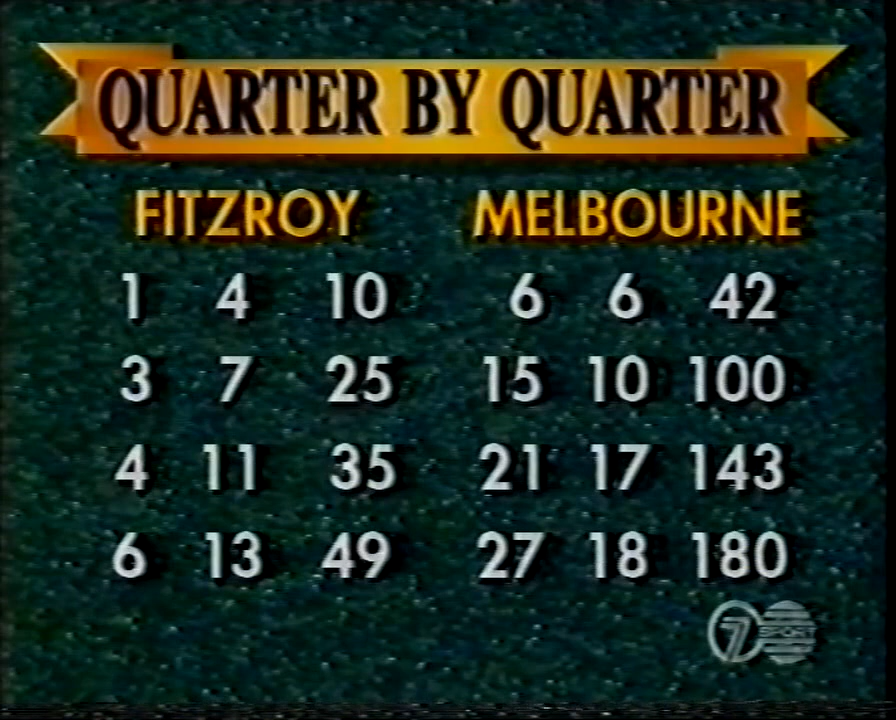 QUARTER BY QUARTER
FITZROY MELBOURNE
1 4 10 6 6 42
3 7 25 15 10 100
4 11 35 21 17 143
6 13 49 27 18 180
7 SPORT